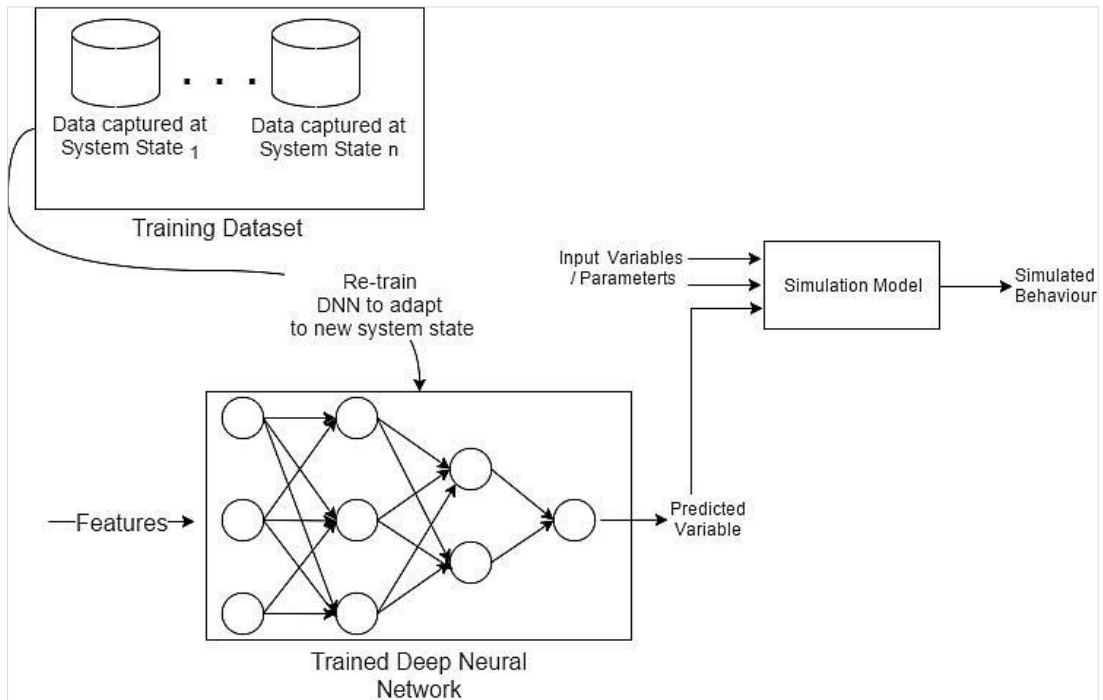 Data captured at
System State 1
Data captured at
System State n
Training Dataset
Re-train
DNN to adapt
to new system state
Input Variables
/ Parameterts
Simulation Model
Simulated
Behaviour
Features
Predicted
Variable
Trained Deep Neural
Network